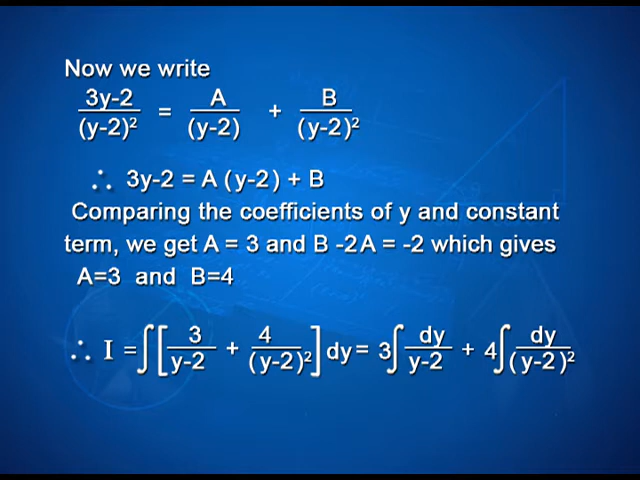 Now we write
3y-2/(y-2)² = A/(y-2) + B/(y-2)²
∴ 3y-2 = A (y-2) + B
Comparing the coefficients of y and constant
term, we get A = 3 and B -2A = -2 which gives
A=3 and B=4
∴ I = ∫[3/y-2 + 4/(y-2)²] dy = 3∫ dy/y-2 + 4∫ dy/(y-2)²